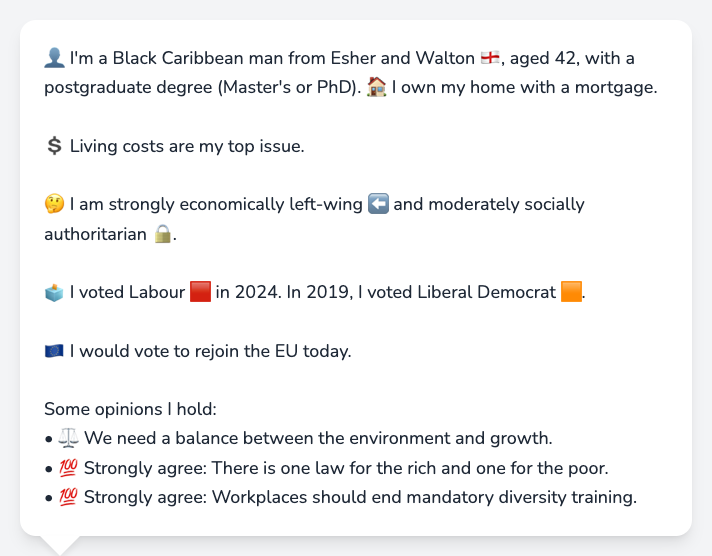 👤 I'm a Black Caribbean man from Esher and Walton 🏴󠁧󠁢󠁥󠁮󠁧󠁿, aged 42, with a
postgraduate degree (Master's or PhD). 🏠 I own my home with a mortgage.
💲 Living costs are my top issue.
🤔 I am strongly economically left-wing ⬅️ and moderately socially
authoritarian 🔒.
🗳️ I voted Labour 🟥 in 2024. In 2019, I voted Liberal Democrat 🟧.
🇪🇺 I would vote to rejoin the EU today.
Some opinions I hold:
• ⚖️ We need a balance between the environment and growth.
• 💯 Strongly agree: There is one law for the rich and one for the poor.
• 💯 Strongly agree: Workplaces should end mandatory diversity training.